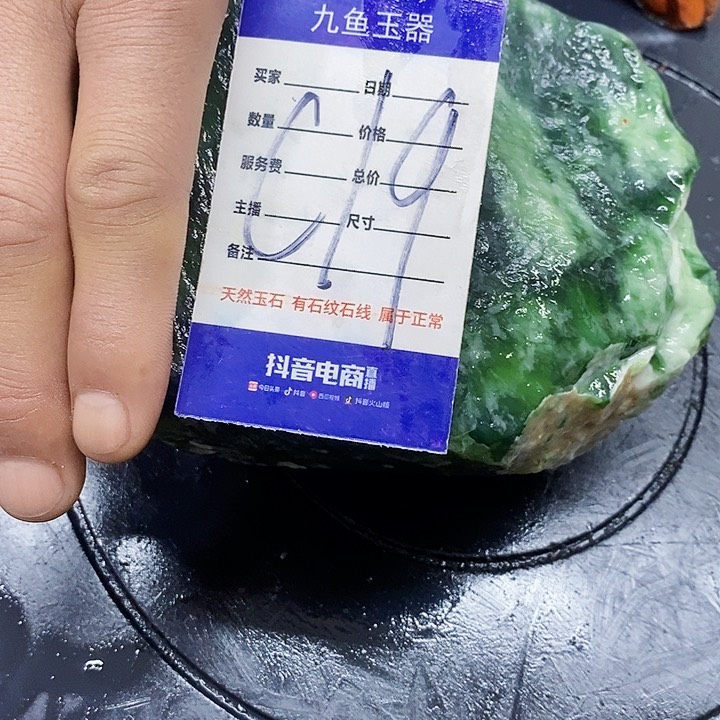 九鱼玉器
买家 日期
数量 价格
服务费 总价
主播 尺寸
备注
C19
天然玉石 有石纹石线 属于正常
抖音电商直播
今日头条 抖音 西瓜视频 抖音火山版